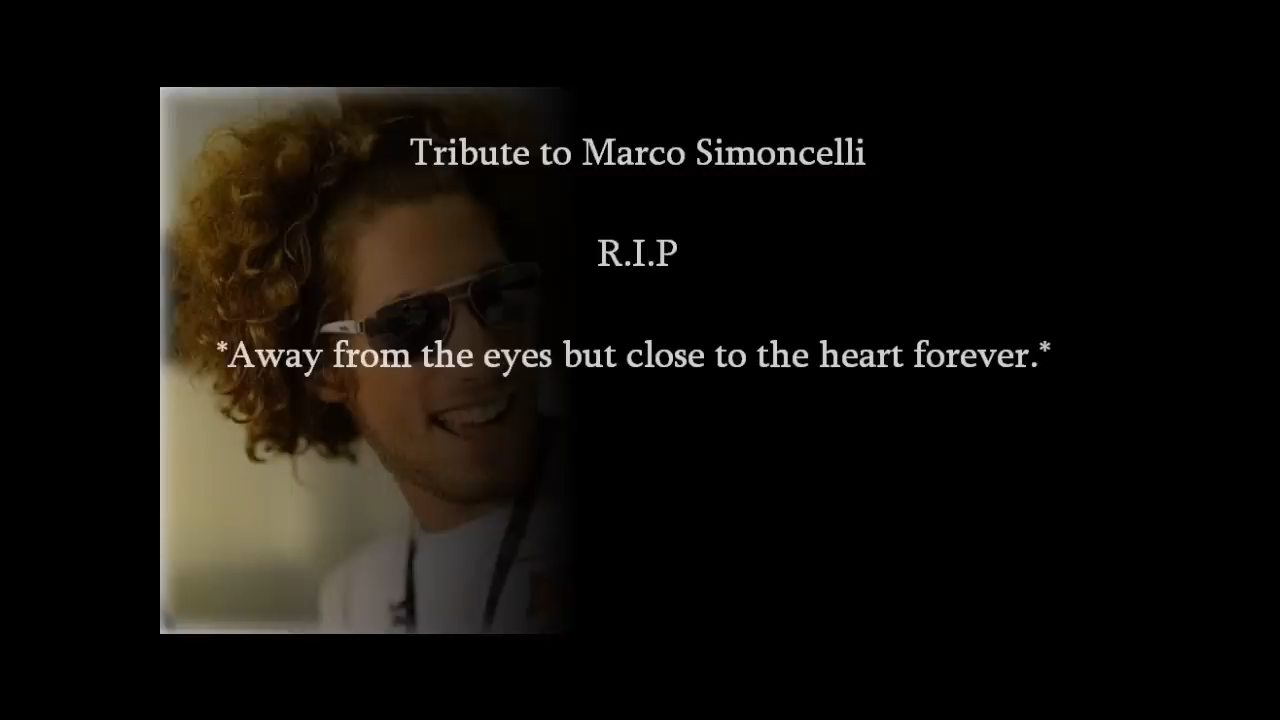 Tribute to Marco Simoncelli
R.I.P
*Away from the eyes but close to the heart forever.*